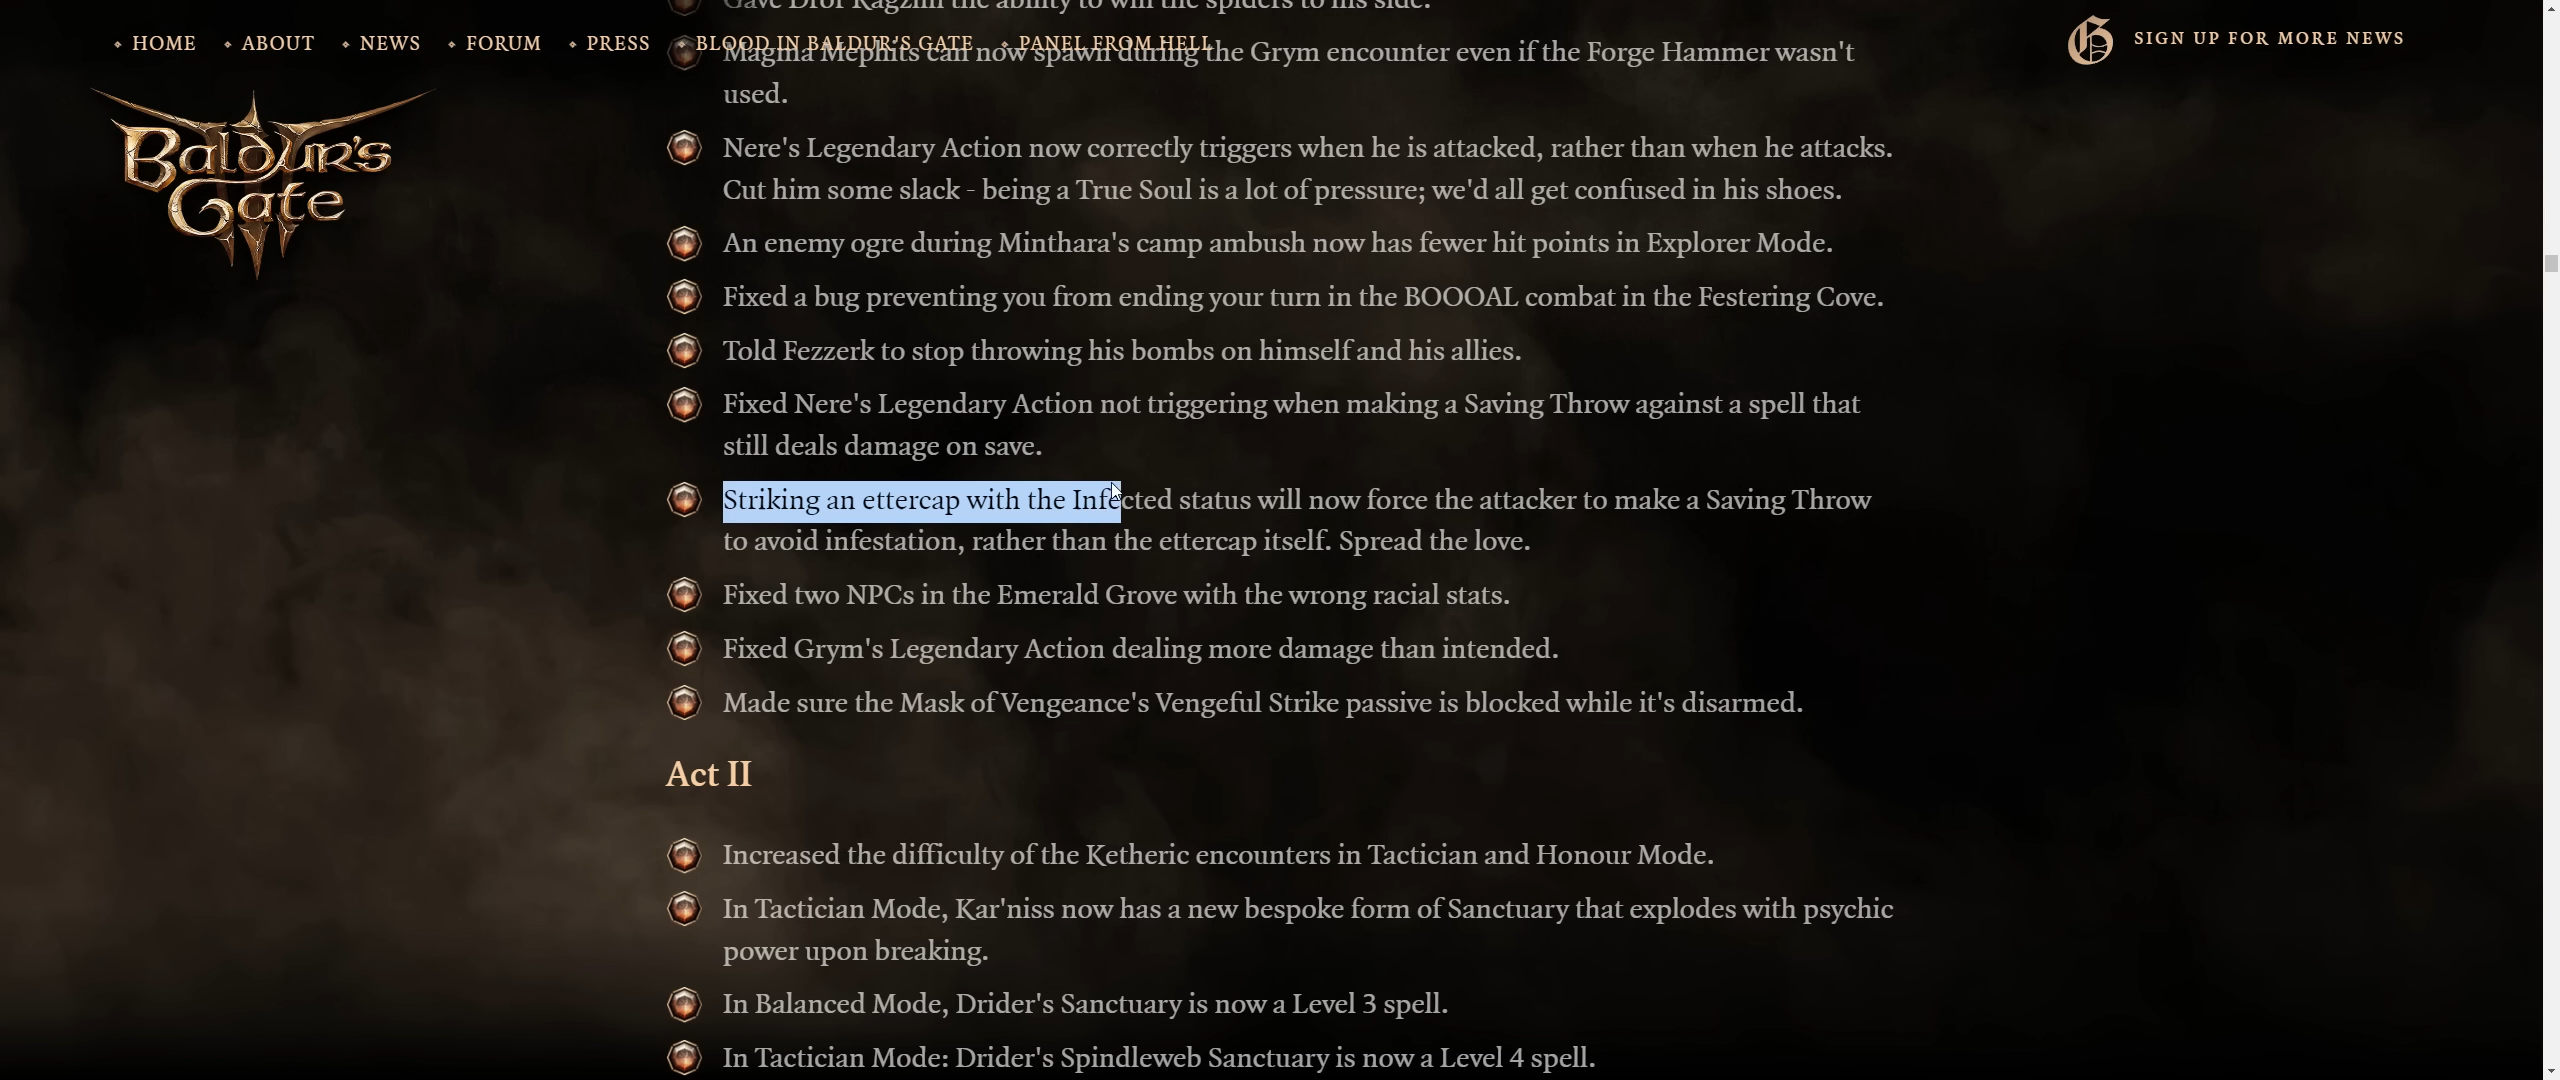 Gave Dror Ragzlin the ability to win the spiders to his side.
HOME ABOUT NEWS FORUM PRESS BLOOD IN BALDUR'S GATE PANEL FROM HELL
SIGN UP FOR MORE NEWS
Baldur's
Gate
Magma Mephits can now spawn during the Grym encounter even if the Forge Hammer wasn't
used.
Nere's Legendary Action now correctly triggers when he is attacked, rather than when he attacks.
Cut him some slack - being a True Soul is a lot of pressure; we'd all get confused in his shoes.
An enemy ogre during Minthara's camp ambush now has fewer hit points in Explorer Mode.
Fixed a bug preventing you from ending your turn in the BOOOAL combat in the Festering Cove.
Told Fezzerk to stop throwing his bombs on himself and his allies.
Fixed Nere's Legendary Action not triggering when making a Saving Throw against a spell that
still deals damage on save.
Striking an ettercap with the Infected status will now force the attacker to make a Saving Throw
to avoid infestation, rather than the ettercap itself. Spread the love.
Fixed two NPCs in the Emerald Grove with the wrong racial stats.
Fixed Grym's Legendary Action dealing more damage than intended.
Made sure the Mask of Vengeance's Vengeful Strike passive is blocked while it's disarmed.
Act II
Increased the difficulty of the Ketheric encounters in Tactician and Honour Mode.
In Tactician Mode, Kar'niss now has a new bespoke form of Sanctuary that explodes with psychic
power upon breaking.
In Balanced Mode, Drider's Sanctuary is now a Level 3 spell.
In Tactician Mode: Drider's Spindleweb Sanctuary is now a Level 4 spell.